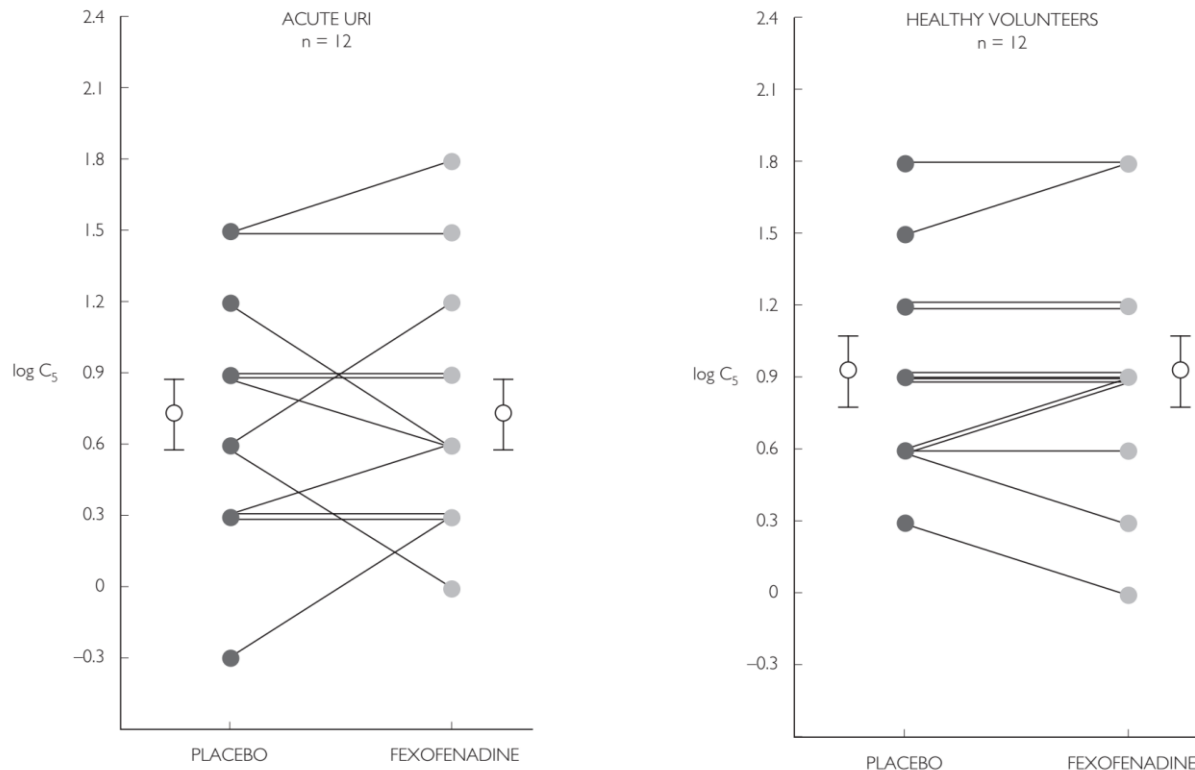 ACUTE URI
n = 12
2.4
2.1
1.8
1.5
1.2
0.9
0.6
0.3
0
–0.3
log C5
PLACEBO
FEXOFENADINE
HEALTHY VOLUNTEERS
n = 12
2.4
2.1
1.8
1.5
1.2
0.9
0.6
0.3
0
–0.3
log C5
PLACEBO
FEXOFENADINE